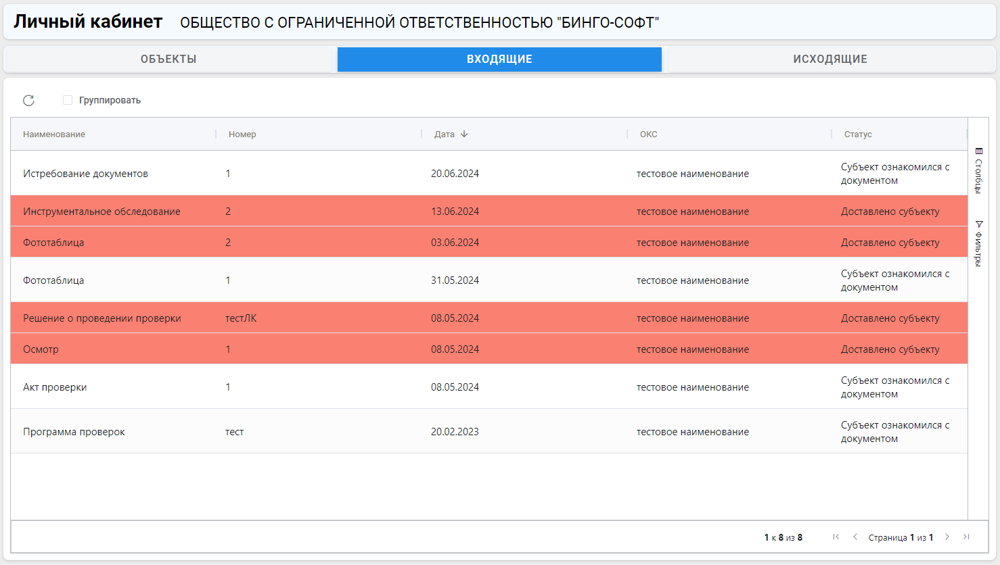 Личный кабинет ОБЩЕСТВО С ОГРАНИЧЕННОЙ ОТВЕТСТВЕННОСТЬЮ "БИНГО-СОФТ"
ОБЪЕКТЫ ВХОДЯЩИЕ ИСХОДЯЩИЕ
Группировать
Наименование Номер Дата ОКС Статус
Истребование документов 1 20.06.2024 тестовое наименование Субъект ознакомился с
документом
Инструментальное обследование 2 13.06.2024 тестовое наименование Доставлено субъекту
Фототаблица 2 03.06.2024 тестовое наименование Доставлено субъекту
Фототаблица 1 31.05.2024 тестовое наименование Субъект ознакомился с
документом
Решение о проведении проверки тестЛК 08.05.2024 тестовое наименование Доставлено субъекту
Осмотр 1 08.05.2024 тестовое наименование Доставлено субъекту
Акт проверки 1 08.05.2024 тестовое наименование Субъект ознакомился с
документом
Программа проверок тест 20.02.2023 тестовое наименование Субъект ознакомился с
документом
Столбцы
Фильтры
1 к 8 из 8 Страница 1 из 1